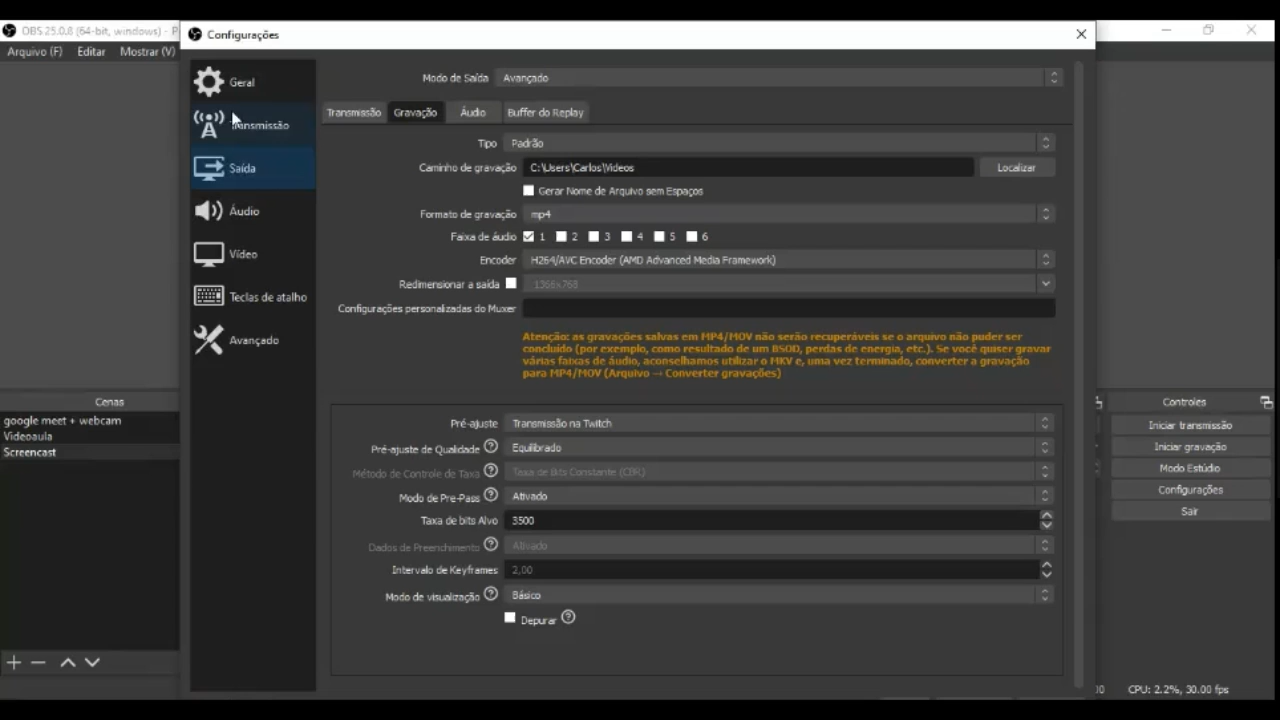 OBS 25.0.8 (64-bit, windows) - P
Arquivo (F) Editar Mostrar (V)
Configurações
Geral
Transmissão
Saída
Áudio
Vídeo
Teclas de atalho
Avançado
Modo de Saída Avançado
Transmissão Gravação Áudio Buffer do Replay
Tipo Padrão
Caminho de gravação C:\Users\Carlos\Videos Localizar
Gerar Nome de Arquivo sem Espaços
Formato de gravação mp4
Faixa de áudio 1 2 3 4 5 6
Encoder H264/AVC Encoder (AMD Advanced Media Framework)
Redimensionar a saída 1366x768
Configurações personalizadas do Muxer
Atenção: as gravações salvas em MP4/MOV não serão recuperáveis se o arquivo não puder ser
concluído (por exemplo, como resultado de um BSOD, perdas de energia, etc.). Se você quiser gravar
várias faixas de áudio, aconselhamos utilizar o MKV e, uma vez terminado, converter a gravação
para MP4/MOV (Arquivo → Converter gravações)
Pré-ajuste Transmissão na Twitch
Pré-ajuste de Qualidade ? Equilibrado
Método de Controle de Taxa ? Taxa de Bits Constante (CBR)
Modo de Pre-Pass ? Ativado
Taxa de bits Alvo 3500
Dados de Preenchimento ? Ativado
Intervalo de Keyframes 2,00
Modo de visualização ? Básico
Depurar ?
Cenas
google meet + webcam
Videoaula
Screencast
Controles
Iniciar transmissão
Iniciar gravação
Modo Estúdio
Configurações
Sair
00 CPU: 2.2%, 30.00 fps